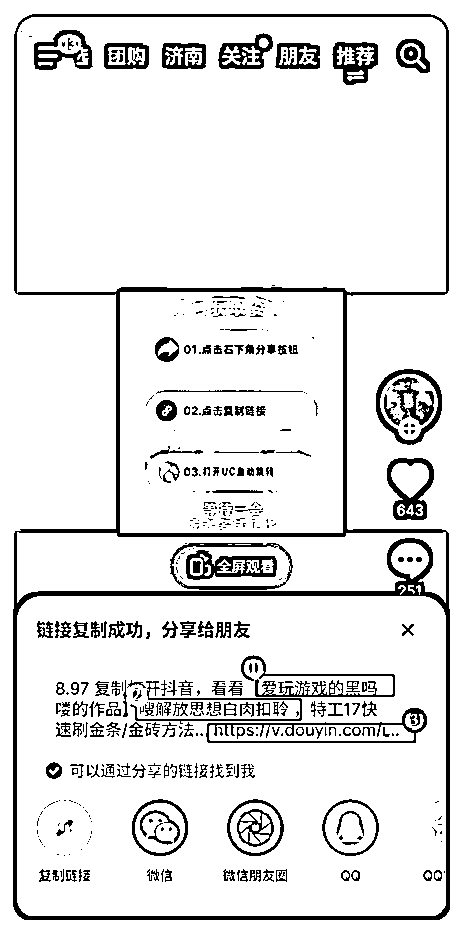 团购 济南 关注 朋友 推荐
01.点击右下角分享按钮
02.点击复制链接
03.打开UC自动跳转
等待一会
643
全屏观看
251
链接复制成功，分享给朋友
8.97 复制打开抖音，看看 爱玩游戏的黑吗
喽的作品】嗖解放思想白肉扣聆，特工17快
速刷金条/金砖方法... https://v.douyin.com/L...
可以通过分享的链接找到我
复制链接 微信 微信朋友圈 QQ QQ